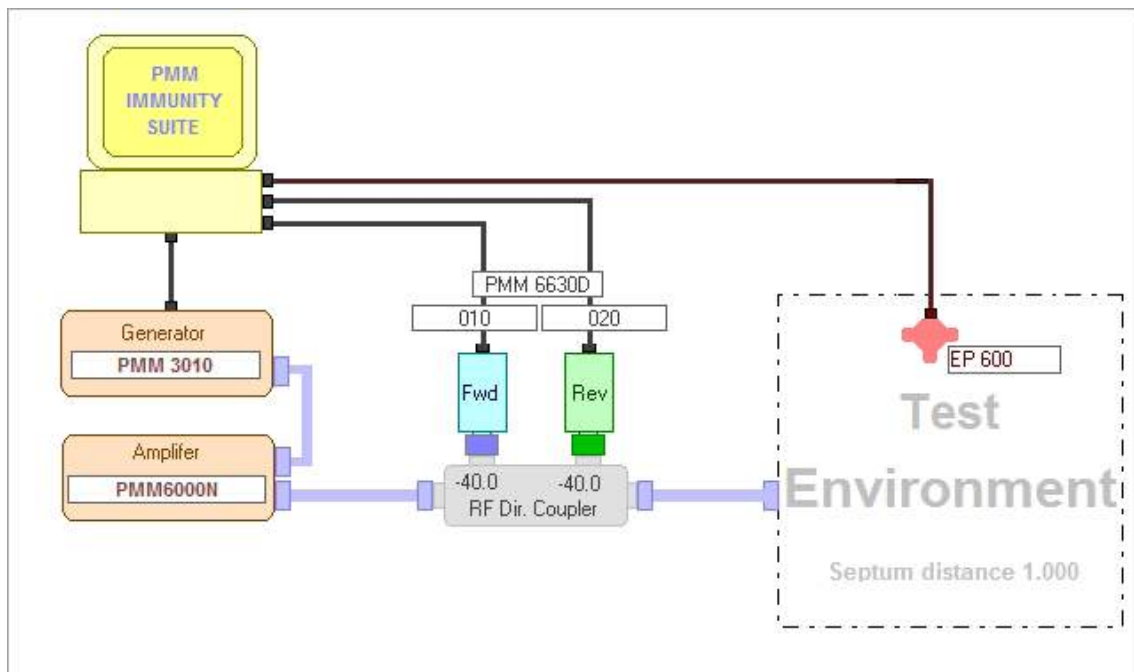 PMM
IMMUNITY
SUITE
PMM 6630D
010
020
Generator
PMM 3010
EP 600
Fwd
Rev
Test
Environment
Septum distance 1.000
Amplifer
PMM6000N
-40.0
-40.0
RF Dir. Coupler